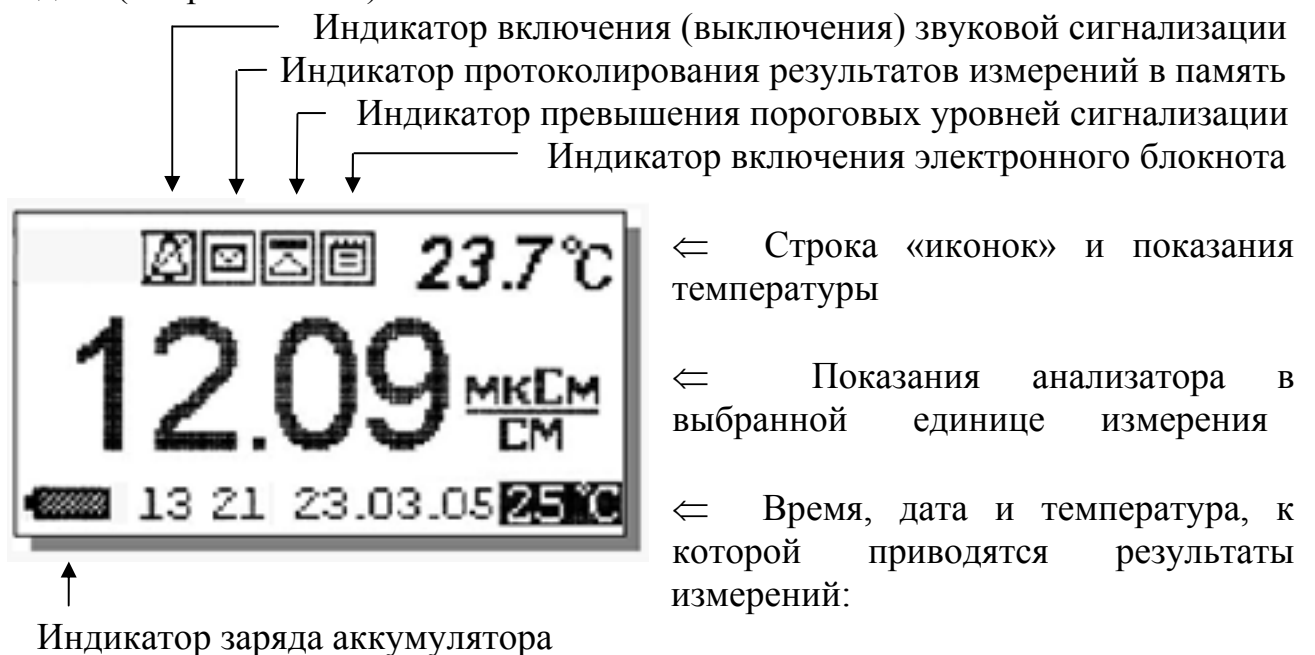 Индикатор включения (выключения) звуковой сигнализации
Индикатор протоколирования результатов измерений в память
Индикатор превышения пороговых уровней сигнализации
Индикатор включения электронного блокнота
23.7°C
12.09 мкСм
см
13 21 23.03.05 25 °C
⇐ Строка «иконок» и показания
температуры
⇐ Показания анализатора в
выбранной единице измерения
⇐ Время, дата и температура, к
которой приводятся результаты
измерений:
Индикатор заряда аккумулятора